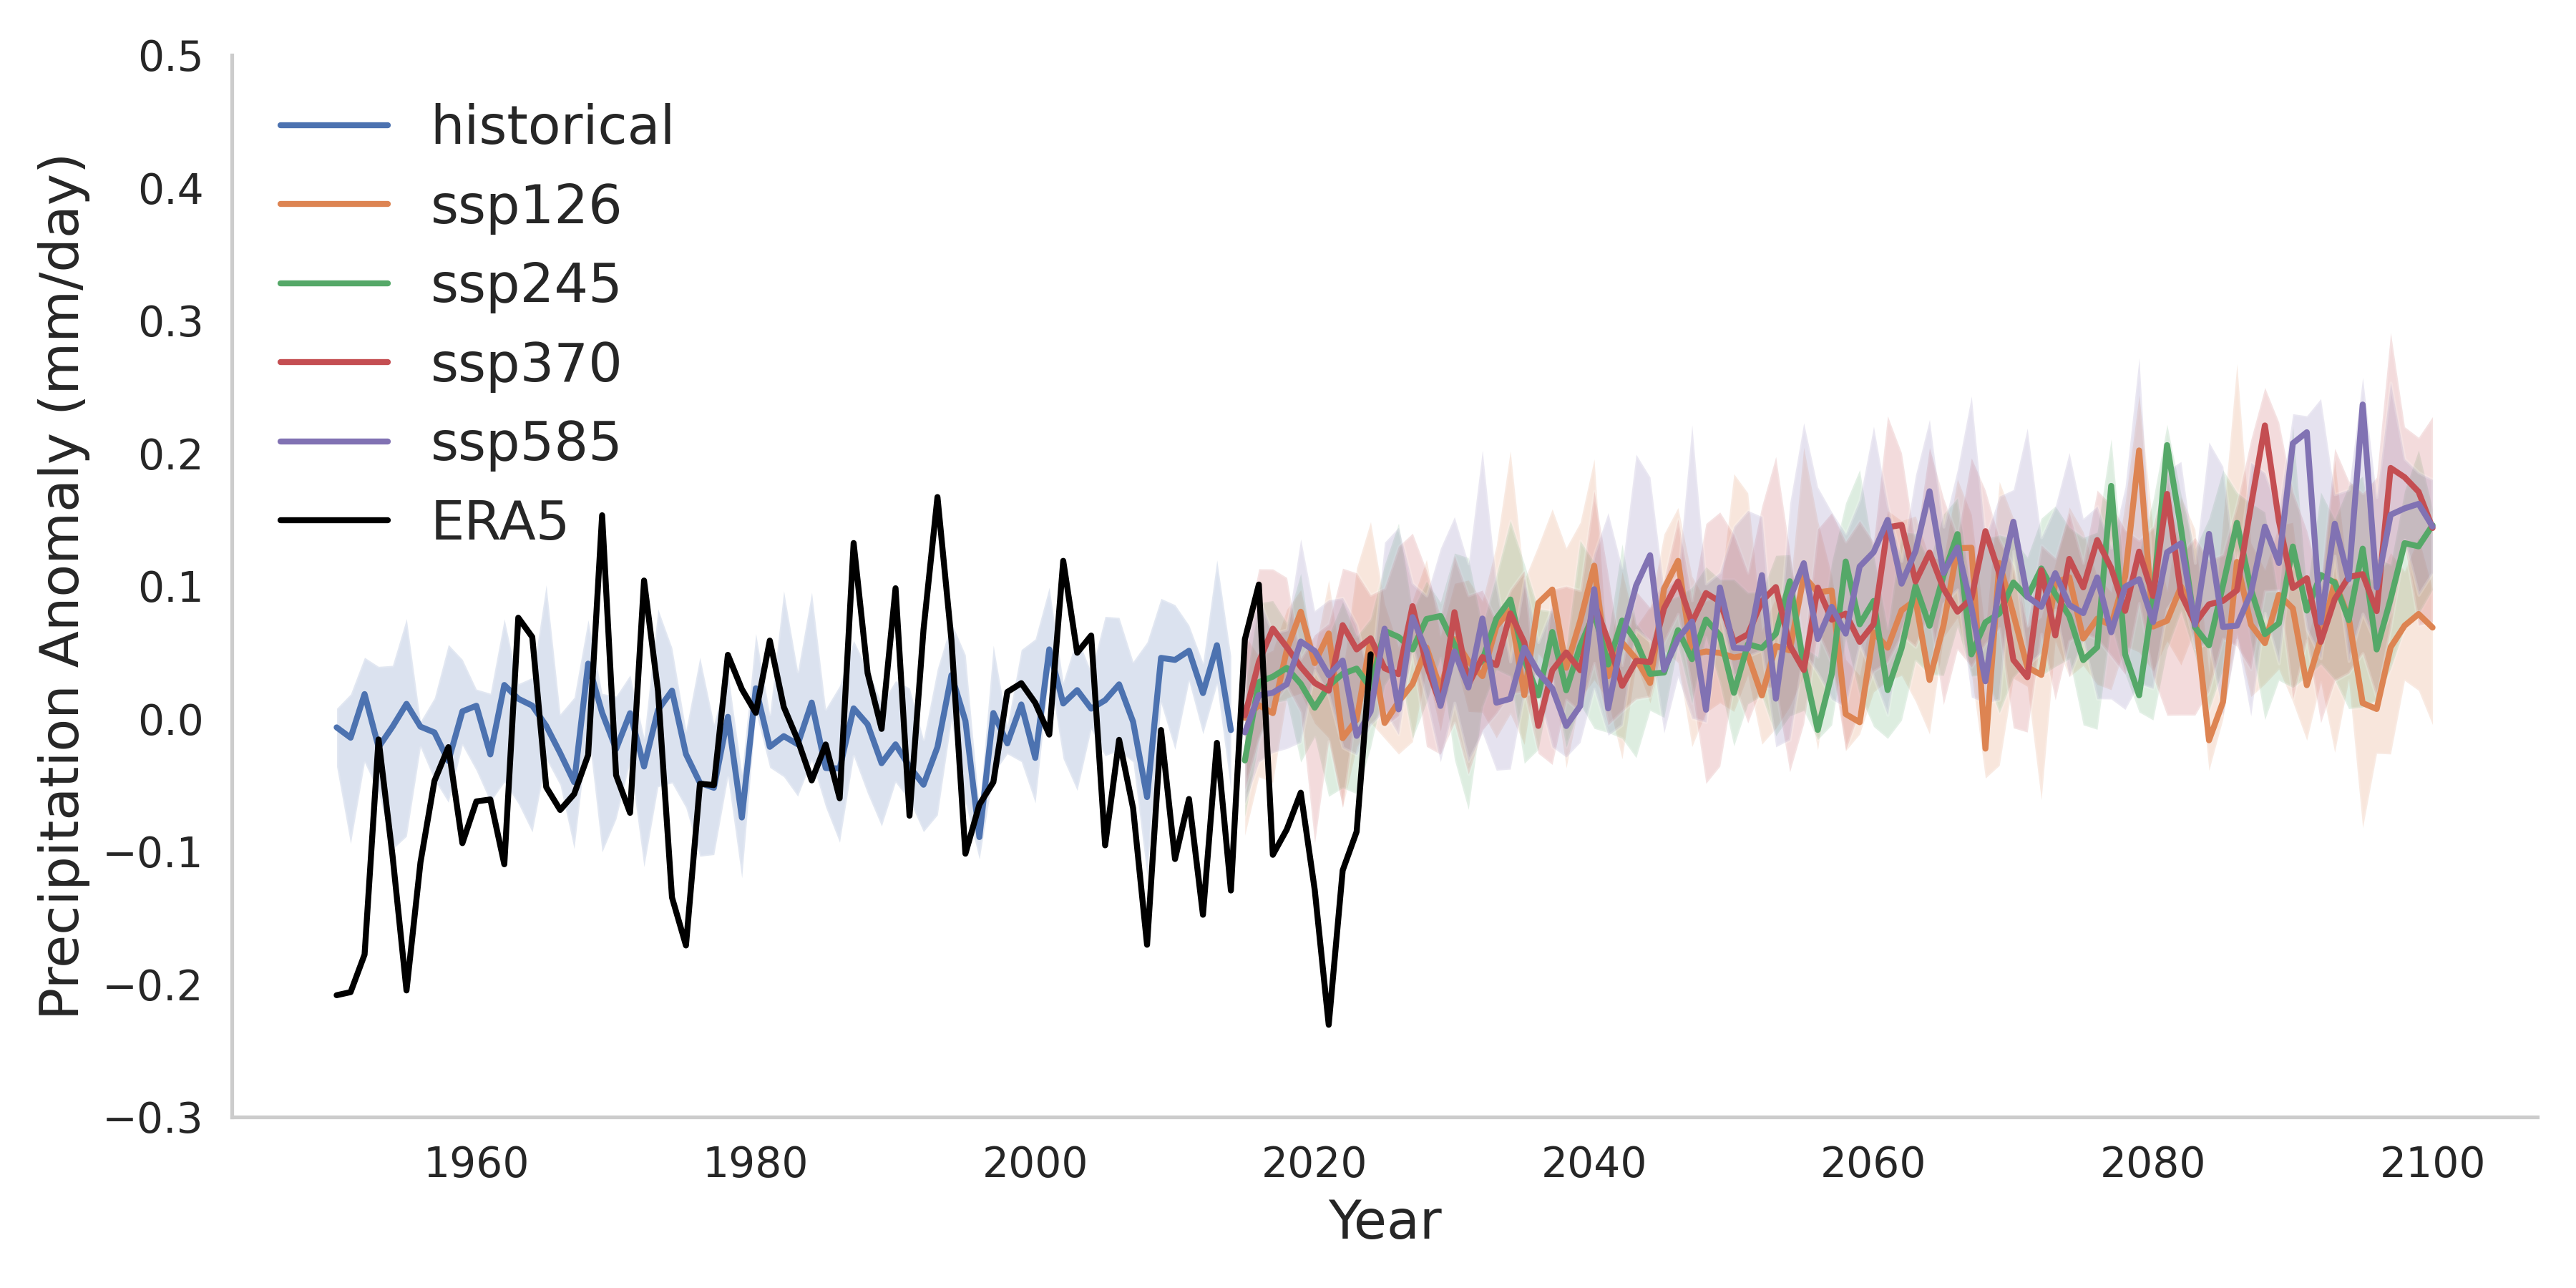 0.5
0.4
0.3
0.2
0.1
0.0
−0.1
−0.2
−0.3
Precipitation Anomaly (mm/day)
historical
ssp126
ssp245
ssp370
ssp585
ERA5
1960 1980 2000 2020 2040 2060 2080 2100
Year